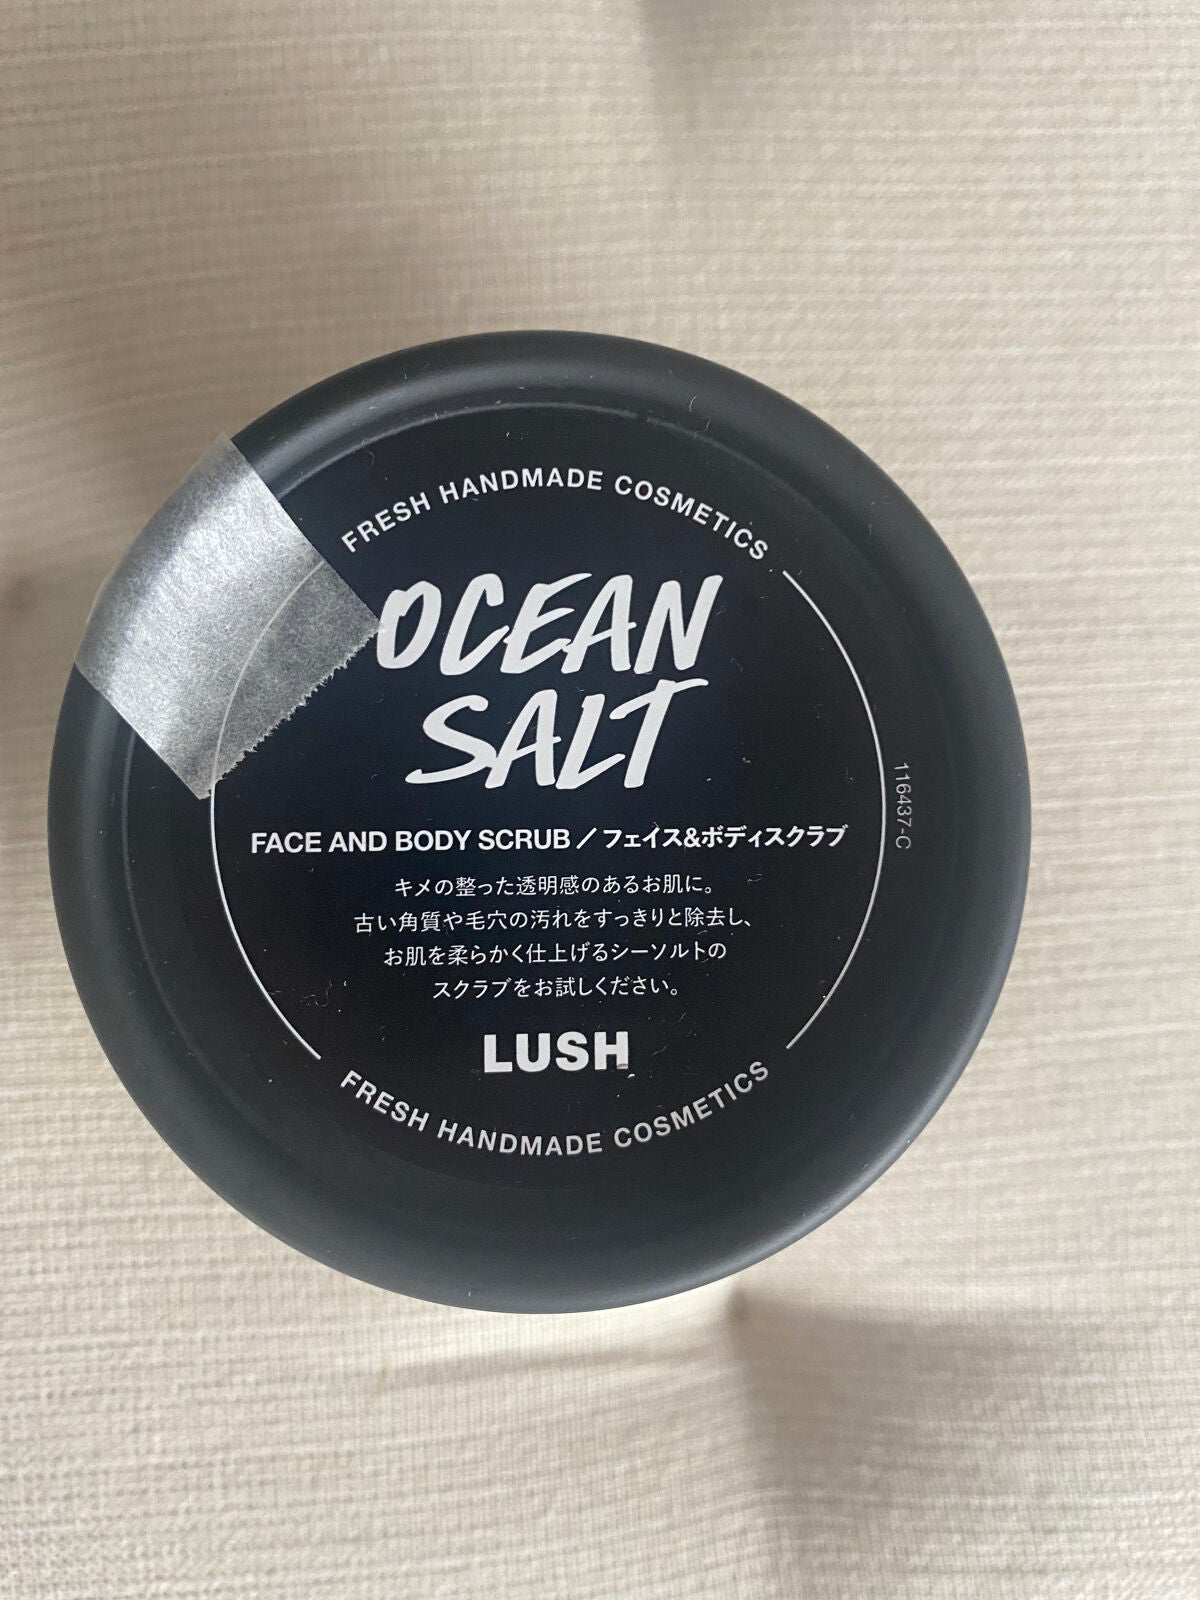 FRESH HANDMADE COSMETICS
OCEAN
SALT
FACE AND BODY SCRUB／フェイス&ボディスクラブ
キメの整った透明感のあるお肌に。
古い角質や毛穴の汚れをすっきりと除去し、
お肌を柔らかく仕上げるシーソルトの
スクラブをお試しください。
LUSH
FRESH HANDMADE COSMETICS
116437-C